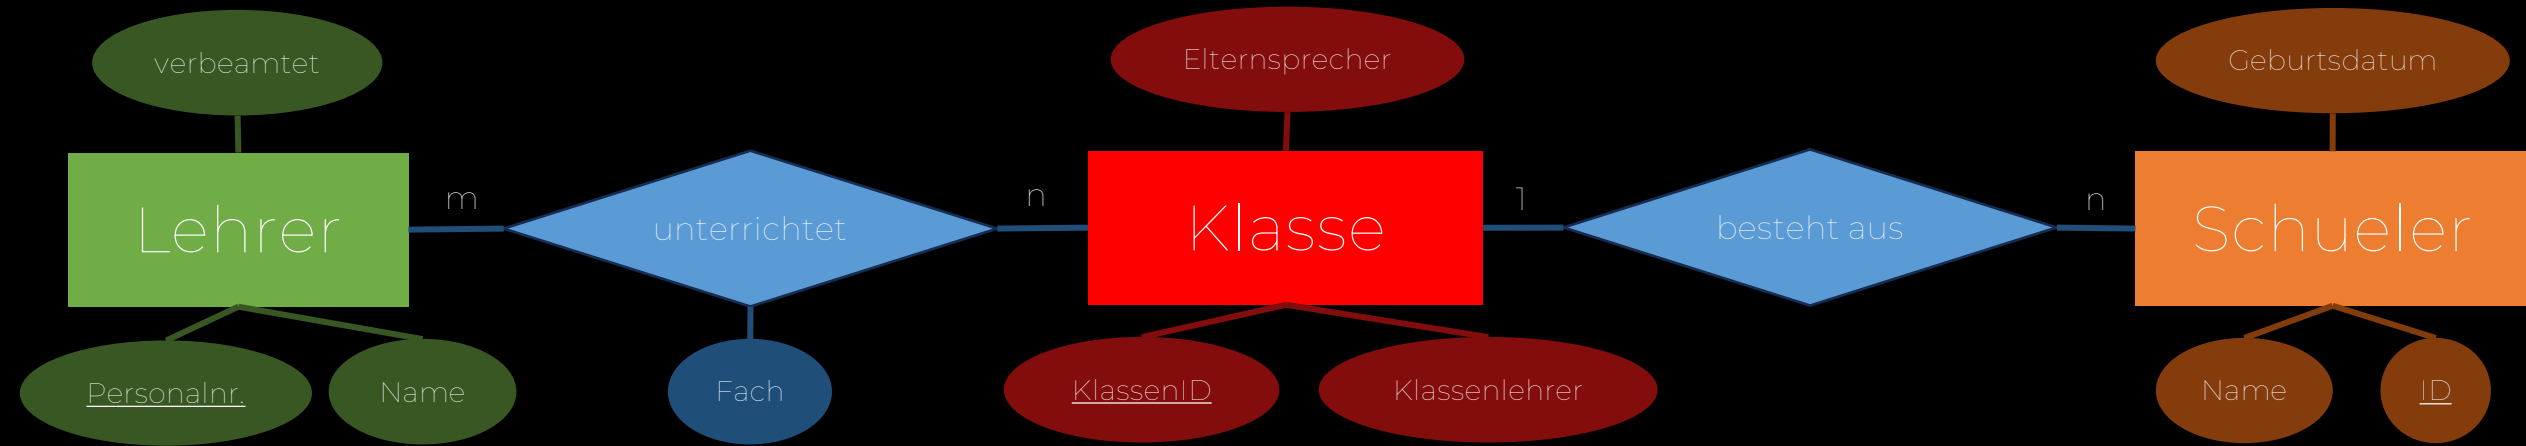 verbeamtet
Elternsprecher
Geburtsdatum
Lehrer
m
unterrichtet
n
Klasse
1
besteht aus
n
Schueler
Personalnr.
Name
Fach
KlassenID
Klassenlehrer
Name
ID